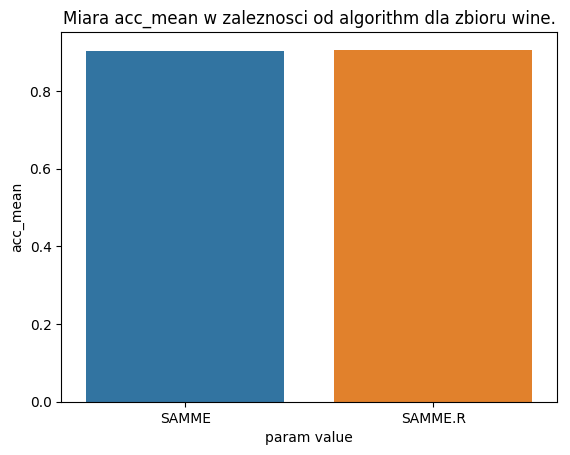 Miara acc_mean w zaleznosci od algorithm dla zbioru wine.
acc_mean
0.8
0.6
0.4
0.2
0.0
SAMME
SAMME.R
param value